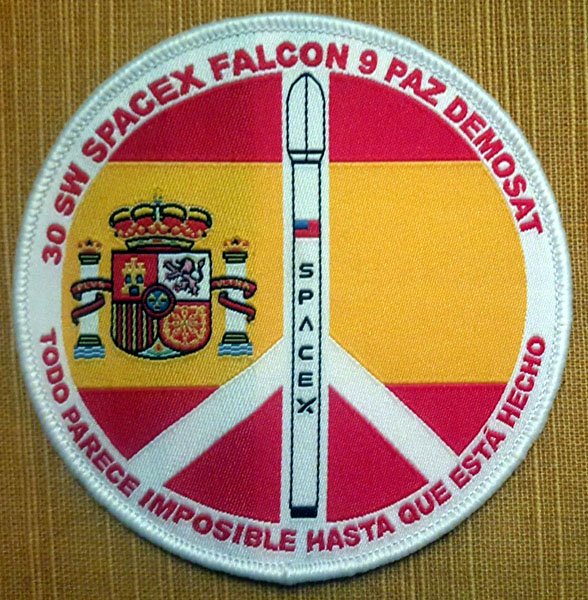 30 SW SPACEX FALCON 9 PAZ DEMOSAT
SPACEX
TODO PARECE IMPOSIBLE HASTA QUE ESTÁ HECHO